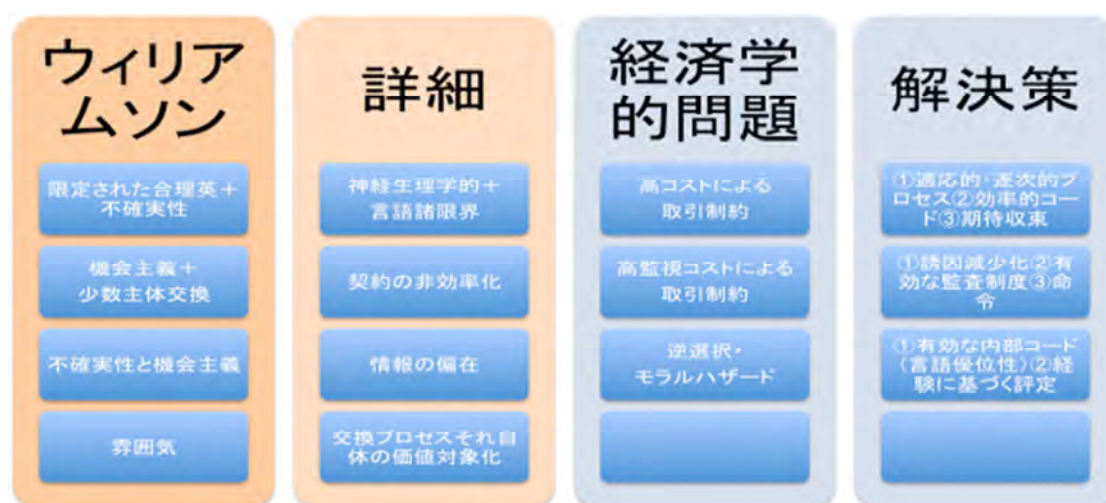 ウィリア
ムソン
限定された合理英＋
不確実性
機会主義＋
少数主体交換
不確実性と機会主義
雰囲気
詳細
神経生理学的＋
言語諸限界
契約の非効率化
情報の偏在
交換プロセスそれ自
体の価値対象化
経済学
的問題
高コストによる
取引制約
高監視コストによる
取引制約
逆選択・
モラルハザード
解決策
①適応的・逐次的プ
ロセス②効率的コー
ド③期待収束
①誘因減少化②有
効な監査制度③命
令
①有効な内部コード
(言語優位性)②経
験に基づく評定